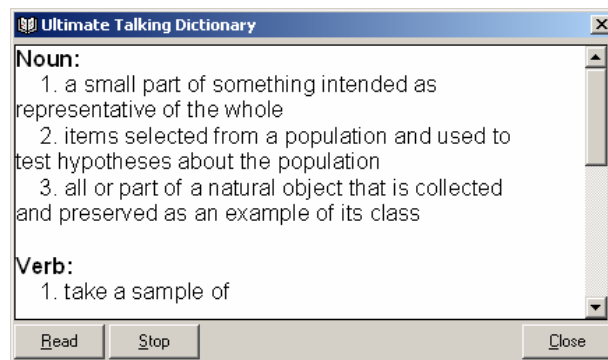 Ultimate Talking Dictionary
Noun:
1. a small part of something intended as
representative of the whole
2. items selected from a population and used to
test hypotheses about the population
3. all or part of a natural object that is collected
and preserved as an example of its class
Verb:
1. take a sample of
Read Stop Close